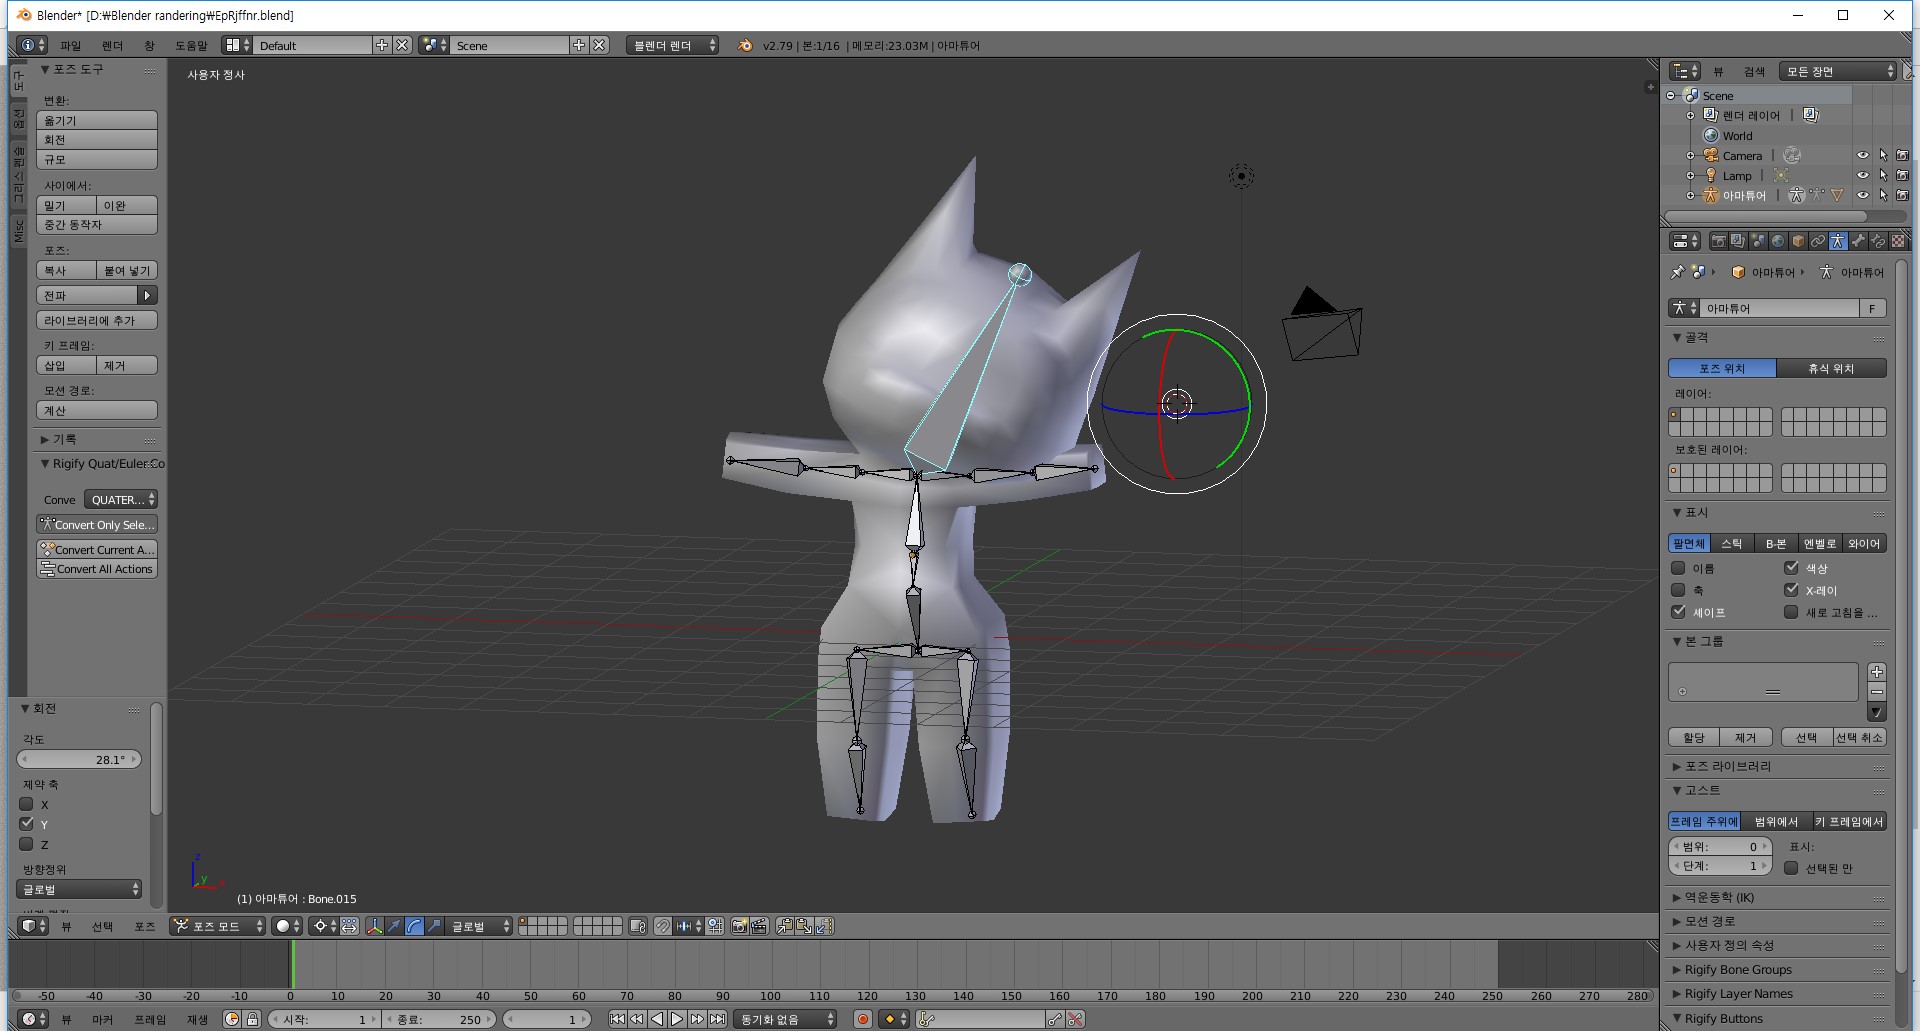 Blender* [D:₩Blender randering₩EpRjffnr.blend]
파일 렌더 창 도움말 Default Scene 블렌더 렌더 v2.79 | 본:1/16 | 메모리:23.03M | 아마튜어
도구
옵션
그리스 펜슬
Misc
포즈 도구
변환:
옮기기
회전
규모
사이에서:
밀기 이완
중간 동작자
포즈:
복사 붙여 넣기
전파
라이브러리에 추가
키 프레임:
삽입 제거
모션 경로:
계산
기록
Rigify Quat/Euler Co
Conve QUATER...
Convert Only Sele...
Convert Current A...
Convert All Actions
회전
각도
28.1°
제약 축
X
Y
Z
방향정위
글로벌
사용자 정사
z
y
x
(1) 아마튜어 : Bone.015
뷰 선택 포즈 포즈 모드 글로벌
뷰 검색 모든 장면
Scene
렌더 레이어 |
World
Camera |
Lamp |
아마튜어 |
아마튜어 아마튜어
아마튜어 F
골격
포즈 위치 휴식 위치
레이어:
보호된 레이어:
표시
팔면체 스틱 B-본 엔벨로 와이어
이름 색상
축 X-레이
셰이프 새로 고침을 ...
본 그룹
할당 제거 선택 선택 취소
포즈 라이브러리
고스트
프레임 주위에 범위에서 키 프레임에서
범위: 0 표시:
단계: 1 선택된 만
역운동학 (IK)
모션 경로
사용자 정의 속성
Rigify Bone Groups
Rigify Layer Names
Rigify Buttons
-50 -40 -30 -20 -10 0 10 20 30 40 50 60 70 80 90 100 110 120 130 140 150 160 170 180 190 200 210 220 230 240 250 260 270 280
뷰 마커 프레임 재생 시작: 1 종료: 250 1 동기화 없음